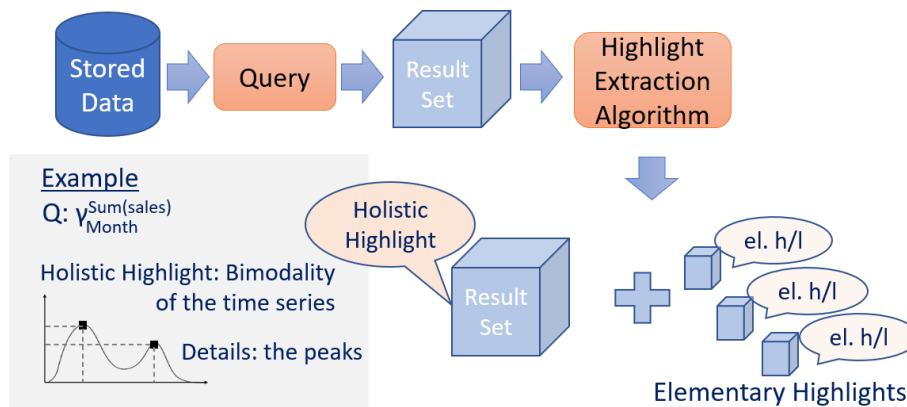 Stored
Data
Query
Result
Set
Highlight
Extraction
Algorithm
Example
Q: γ Sum(sales)
Month
Holistic Highlight: Bimodality
of the time series
Details: the peaks
Holistic
Highlight
Result
Set
el. h/l
el. h/l
el. h/l
Elementary Highlights